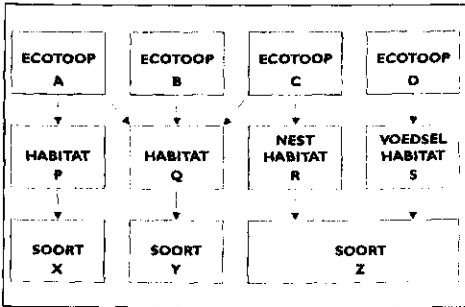 ECOTOOP ECOTOOP ECOTOOP ECOTOOP
A B C D
HABITAT HABITAT NEST HABITAT VOEDSEL HABITAT
P Q R S
SOORT SOORT SOORT
X Y Z